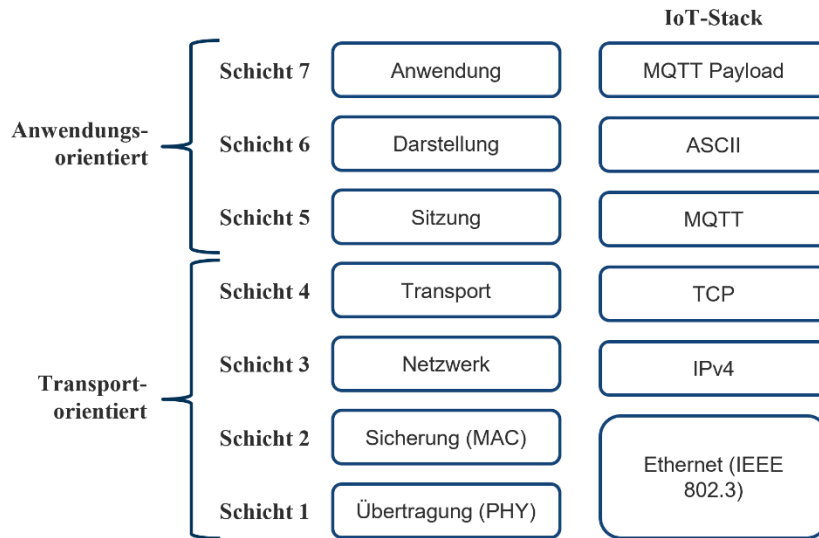 IoT-Stack
Schicht 7 Anwendung MQTT Payload
Anwendungs-
orientiert
Schicht 6 Darstellung ASCII
Schicht 5 Sitzung MQTT
Schicht 4 Transport TCP
Schicht 3 Netzwerk IPv4
Transport-
orientiert
Schicht 2 Sicherung (MAC)
Ethernet (IEEE
802.3)
Schicht 1 Übertragung (PHY)